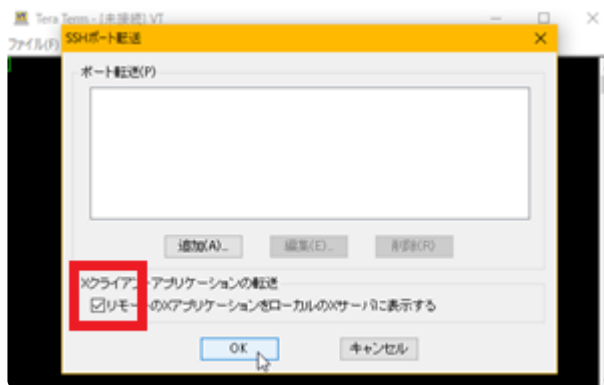 Tera Term - [未接続] VT
ファイル(F)
SSHポート転送
ポート転送(P)
追加(A)...
編集(E)...
削除(R)
Xクライアントアプリケーションの転送
リモートのXアプリケーションをローカルのXサーバに表示する
OK
キャンセル